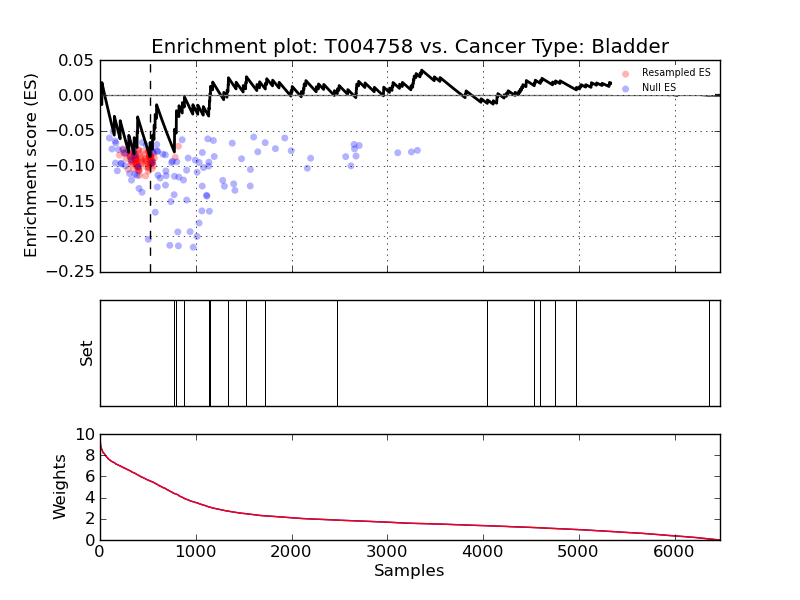 Enrichment plot: T004758 vs. Cancer Type: Bladder
0.05
0.00
−0.05
−0.10
−0.15
−0.20
−0.25
Enrichment score (ES)
Resampled ES
Null ES
Set
10
8
6
4
2
0
Weights
0 1000 2000 3000 4000 5000 6000
Samples